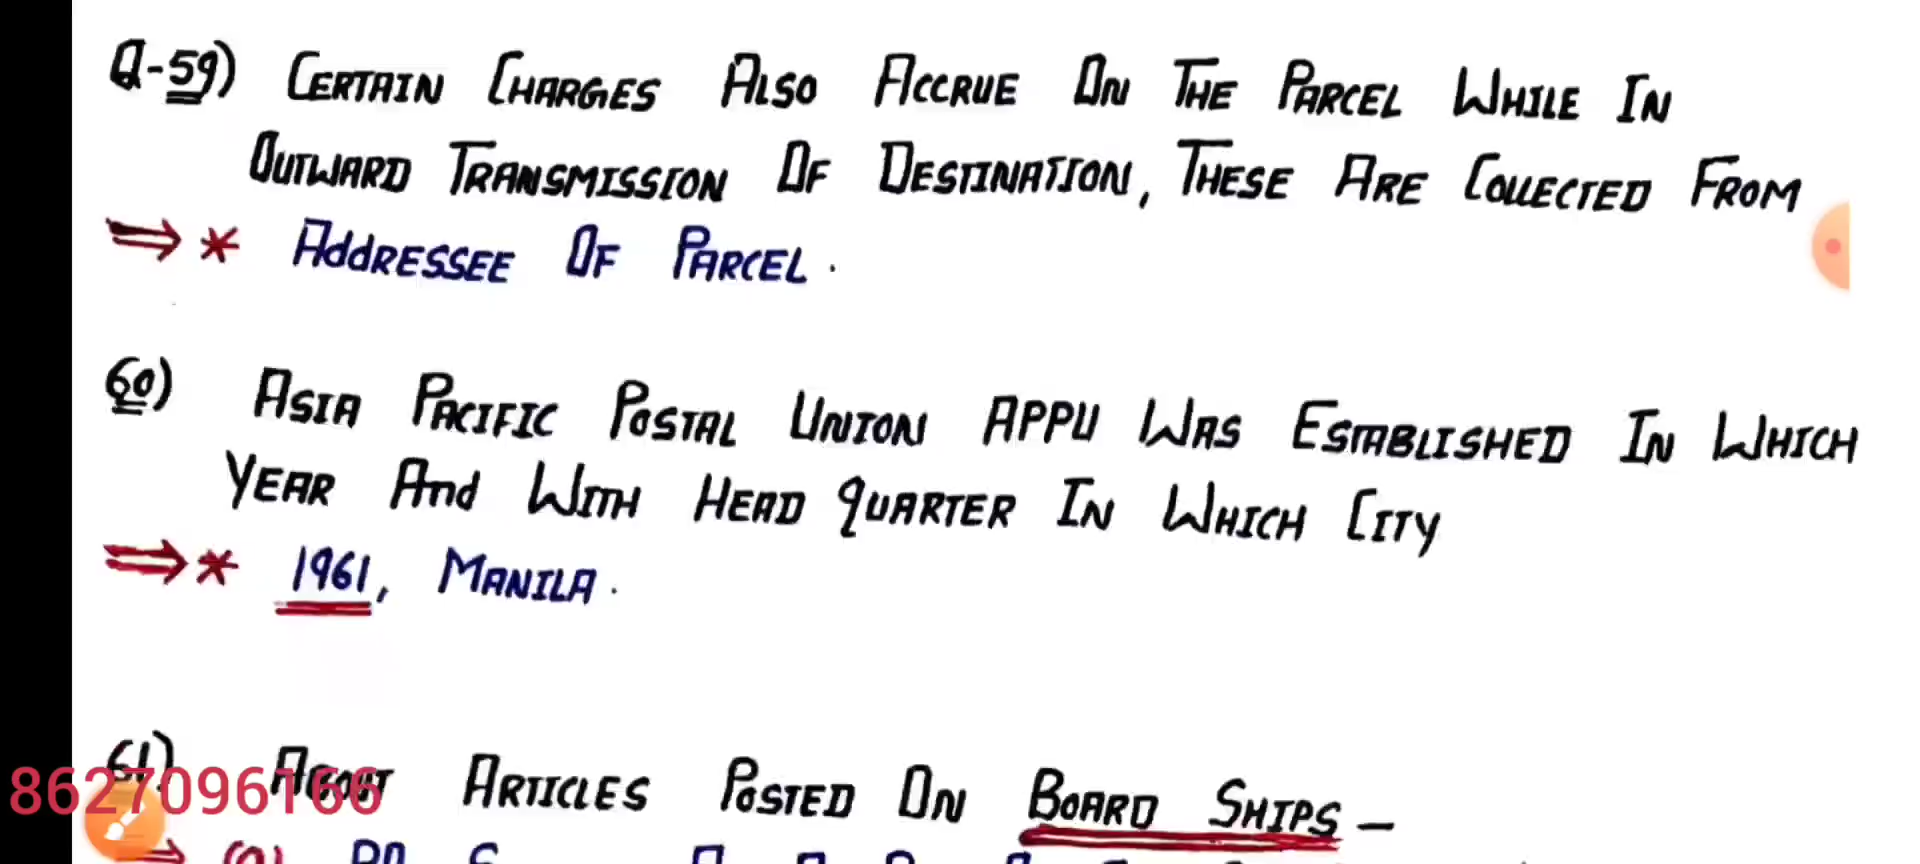 Q-59) CERTAIN CHARGES ALSO ACCRUE ON THE PARCEL WHILE IN
OUTWARD TRANSMISSION OF DESTINATION, THESE ARE COLLECTED FROM
⇒ * ADDRESSEE OF PARCEL.
60) ASIA PACIFIC POSTAL UNION APPU WAS ESTABLISHED IN WHICH
YEAR AND WITH HEAD QUARTER IN WHICH CITY
⇒ * 1961, MANILA.
61) ABOUT ARTICLES POSTED ON BOARD SHIPS –
8627096166